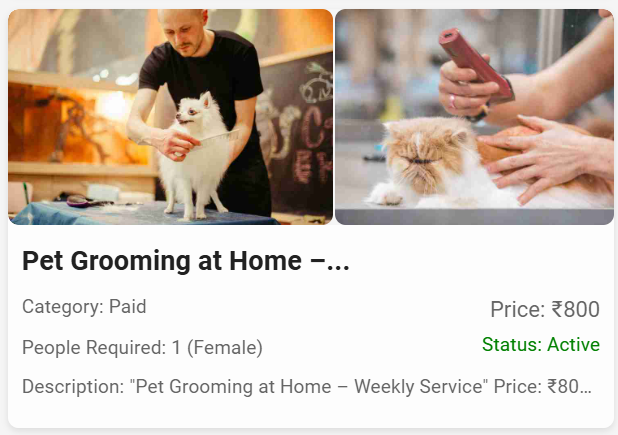 Pet Grooming at Home –...
Category: Paid
Price: ₹800
People Required: 1 (Female)
Status: Active
Description: "Pet Grooming at Home – Weekly Service" Price: ₹80...